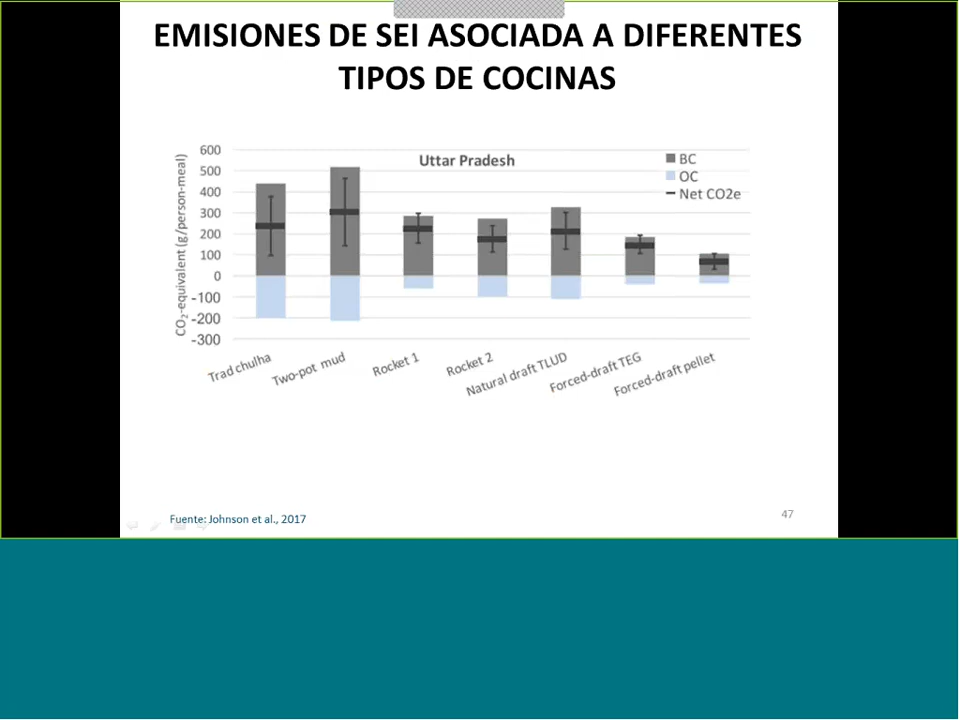 EMISIONES DE SEI ASOCIADA A DIFERENTES
TIPOS DE COCINAS
Uttar Pradesh
BC
OC
Net CO2e
CO₂-equivalent (g/person-meal)
600
500
400
300
200
100
0
-100
-200
-300
Trad chulha
Two-pot mud
Rocket 1
Rocket 2
Natural draft TLUD
Forced-draft TEG
Forced-draft pellet
Fuente: Johnson et al., 2017
47